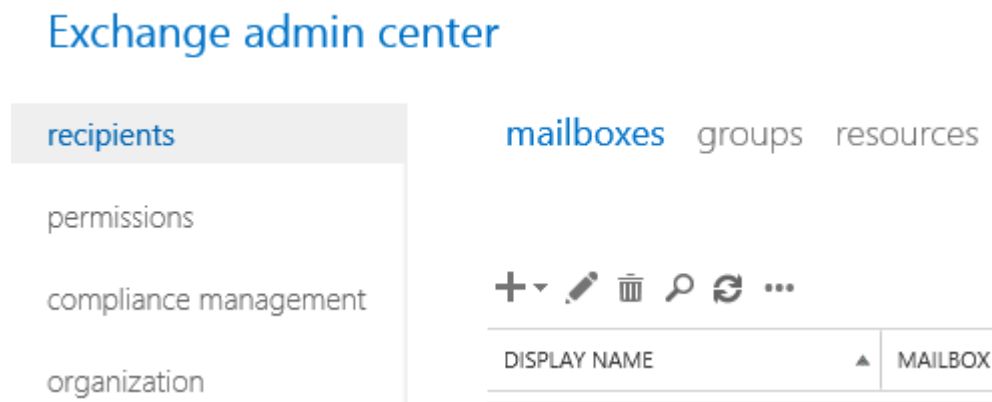 Exchange admin center
recipients
permissions
compliance management
organization
mailboxes groups resources
DISPLAY NAME MAILBOX